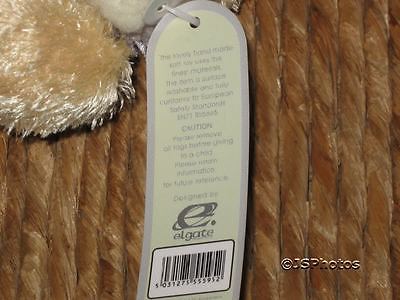 This lovely hand made
soft toy uses the
finest materials.
The item is surface
washable and fully
conforms to European
Safety Standards
EN71 BS5665
CAUTION
Please remove
all tags before giving
to a child.
Please retain
information
for future reference.
Designed by
e.
elgate
5 031275 555952
©JSPhotos